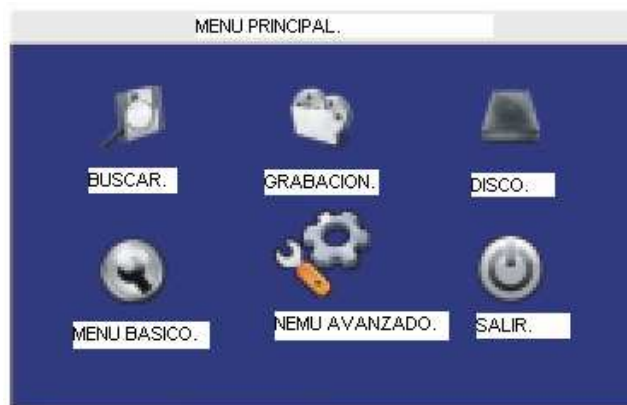 MENU PRINCIPAL.
BUSCAR.
GRABACION.
DISCO.
MENU BASICO.
NEMU AVANZADO.
SALIR.